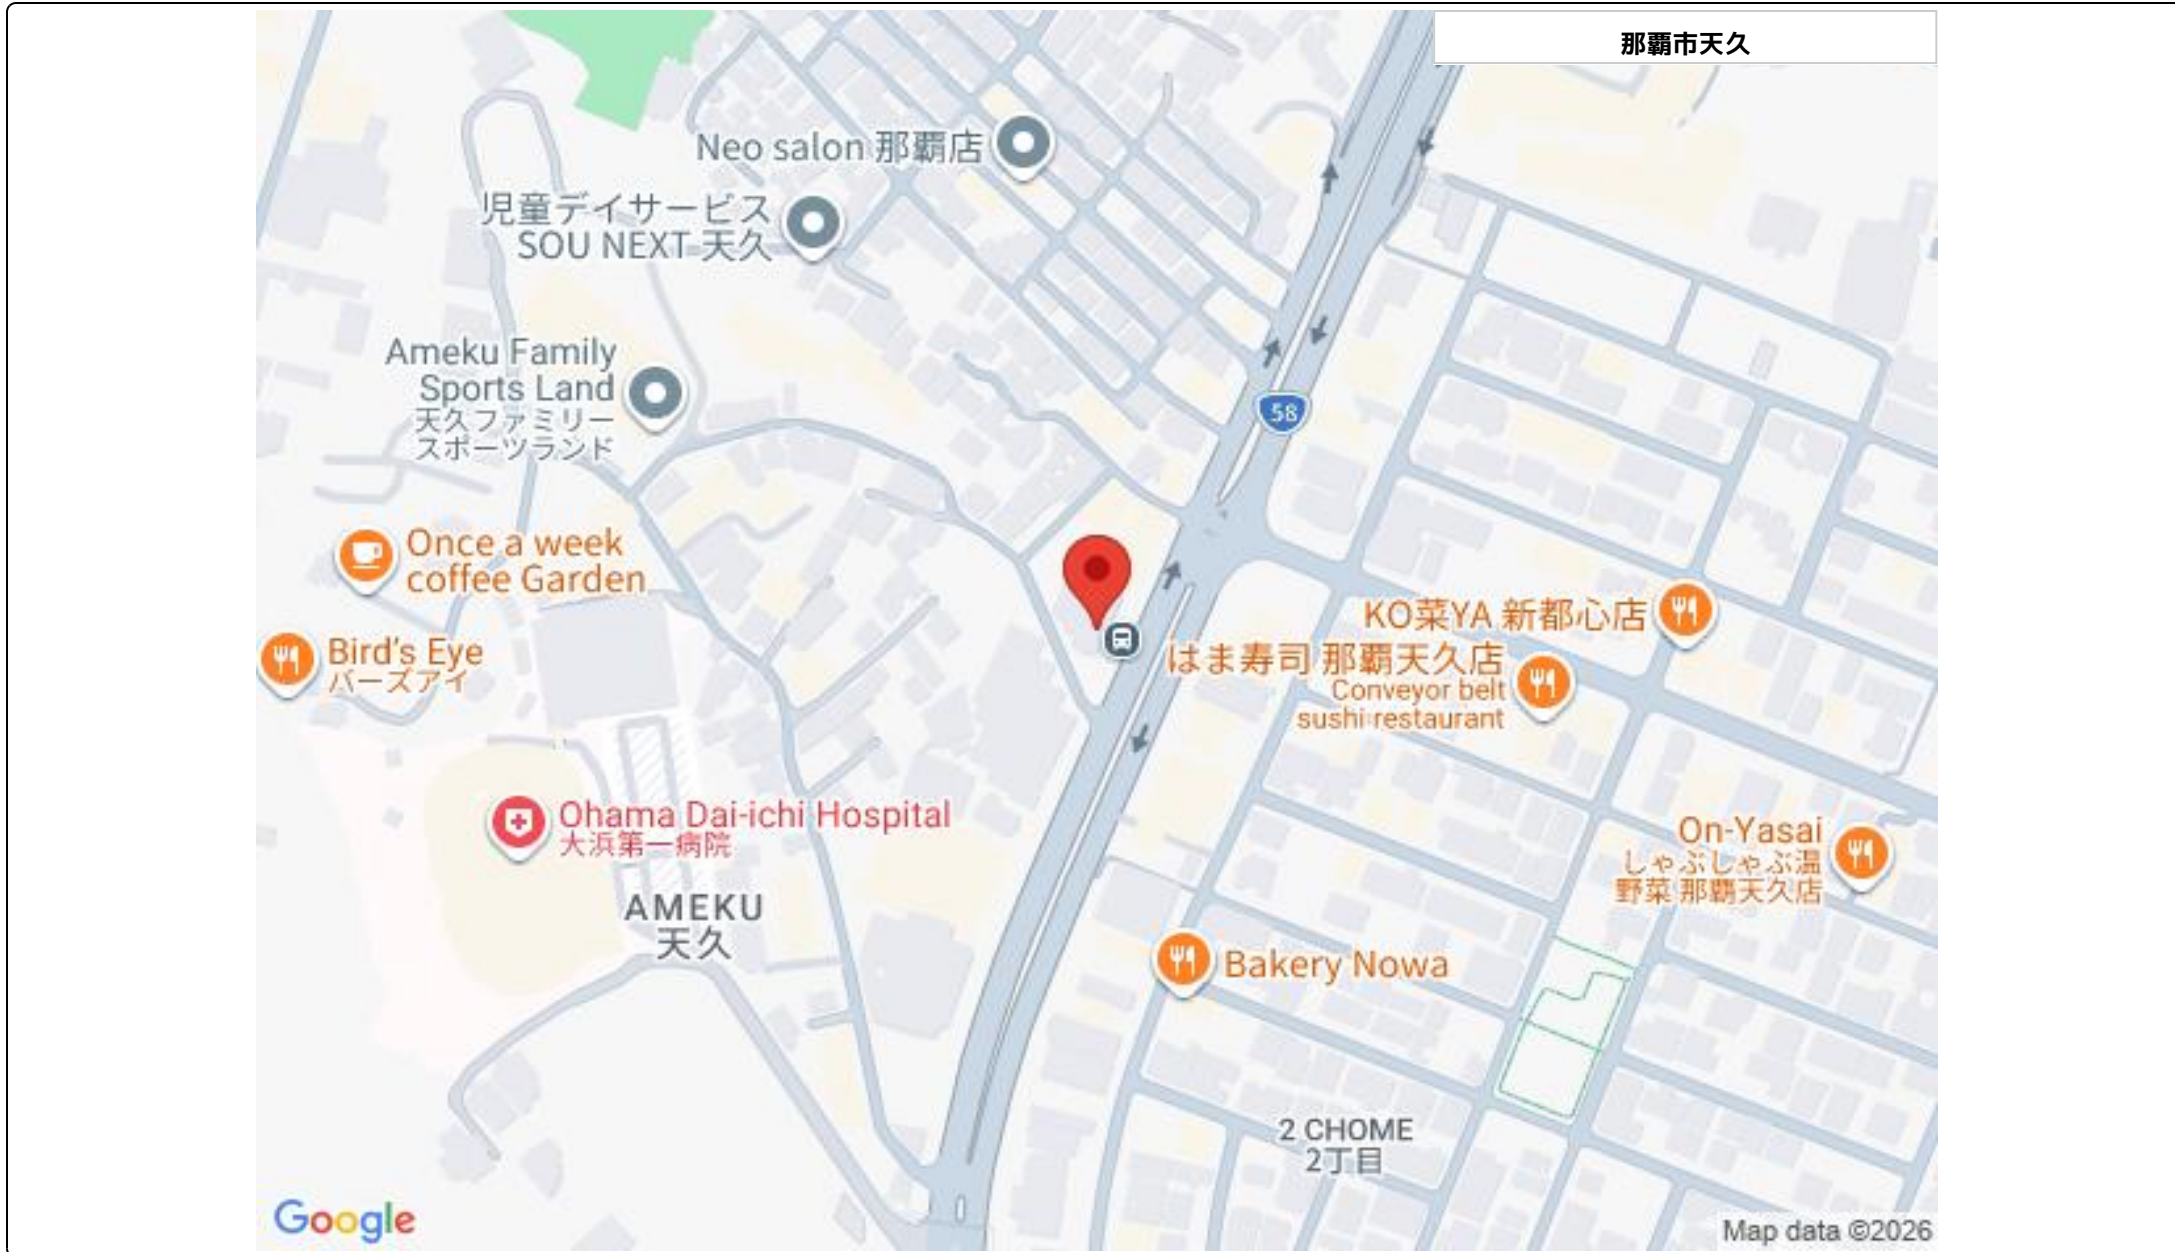 那覇市天久
Neo salon 那覇店
児童デイサービス
SOU NEXT 天久
Ameku Family
Sports Land
天久ファミリー
スポーツランド
58
Once a week
coffee Garden
Bird's Eye
バーズアイ
KO菜YA 新都心店
はま寿司 那覇天久店
Conveyor belt
sushi restaurant
Ohama Dai-ichi Hospital
大浜第一病院
On-Yasai
しゃぶしゃぶ温
野菜 那覇天久店
AMEKU
天久
Bakery Nowa
2 CHOME
2丁目
Google
Map data ©2026